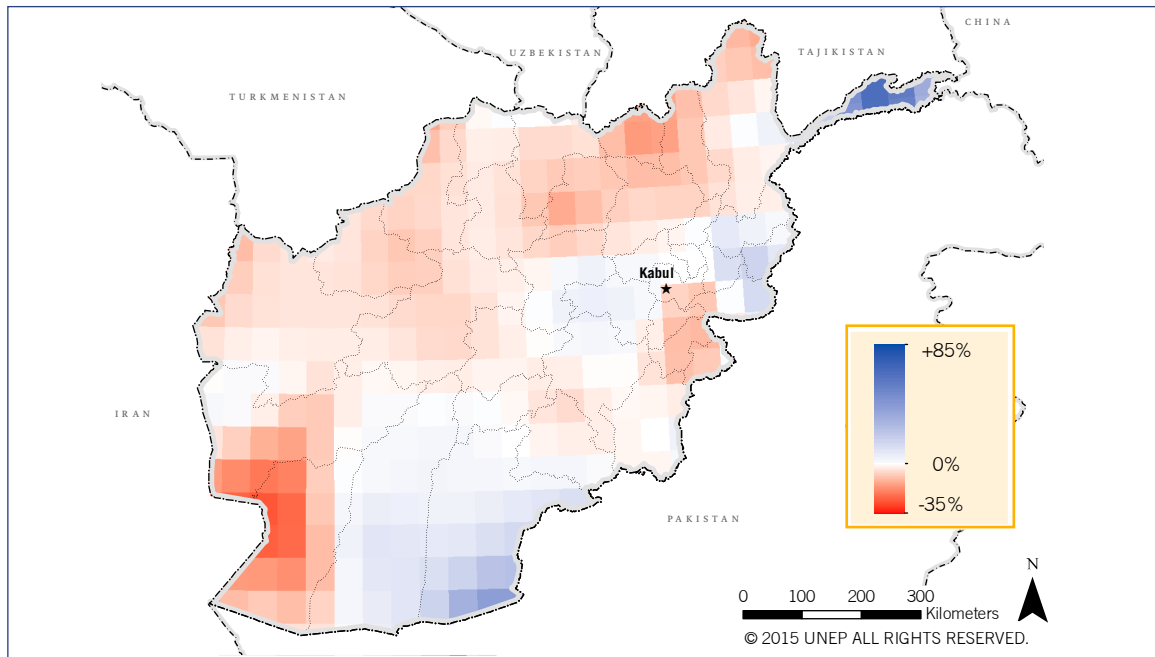 CHINA
UZBEKISTAN
TAJIKISTAN
TURKMENISTAN
Kabul
IRAN
+85%
0%
-35%
PAKISTAN
N
0 100 200 300
Kilometers
© 2015 UNEP ALL RIGHTS RESERVED.